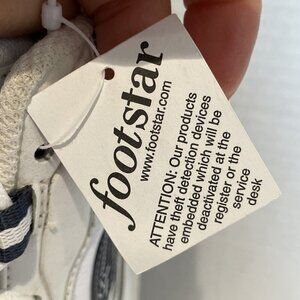 footstar
www.footstar.com
ATTENTION: Our products
have theft detection devices
embedded which will be
deactivated at the
register or the
service
desk